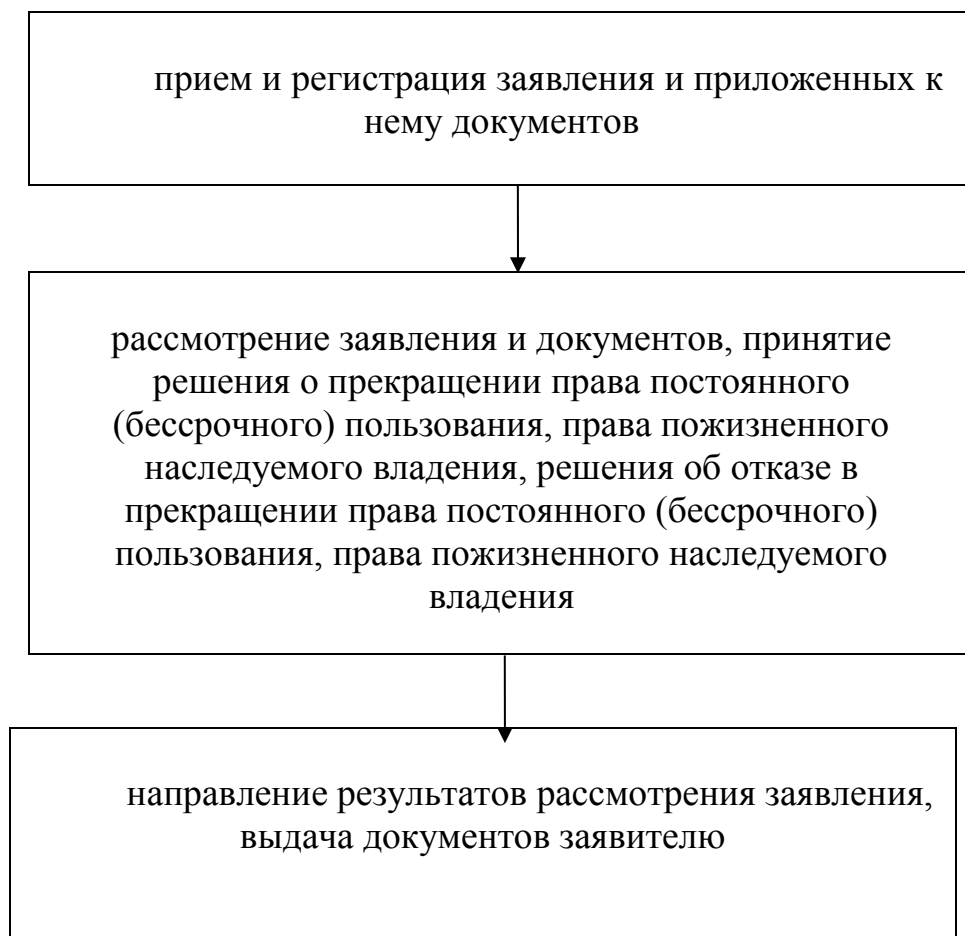 прием и регистрация заявления и приложенных к
нему документов
рассмотрение заявления и документов, принятие
решения о прекращении права постоянного
(бессрочного) пользования, права пожизненного
наследуемого владения, решения об отказе в
прекращении права постоянного (бессрочного)
пользования, права пожизненного наследуемого
владения
направление результатов рассмотрения заявления,
выдача документов заявителю